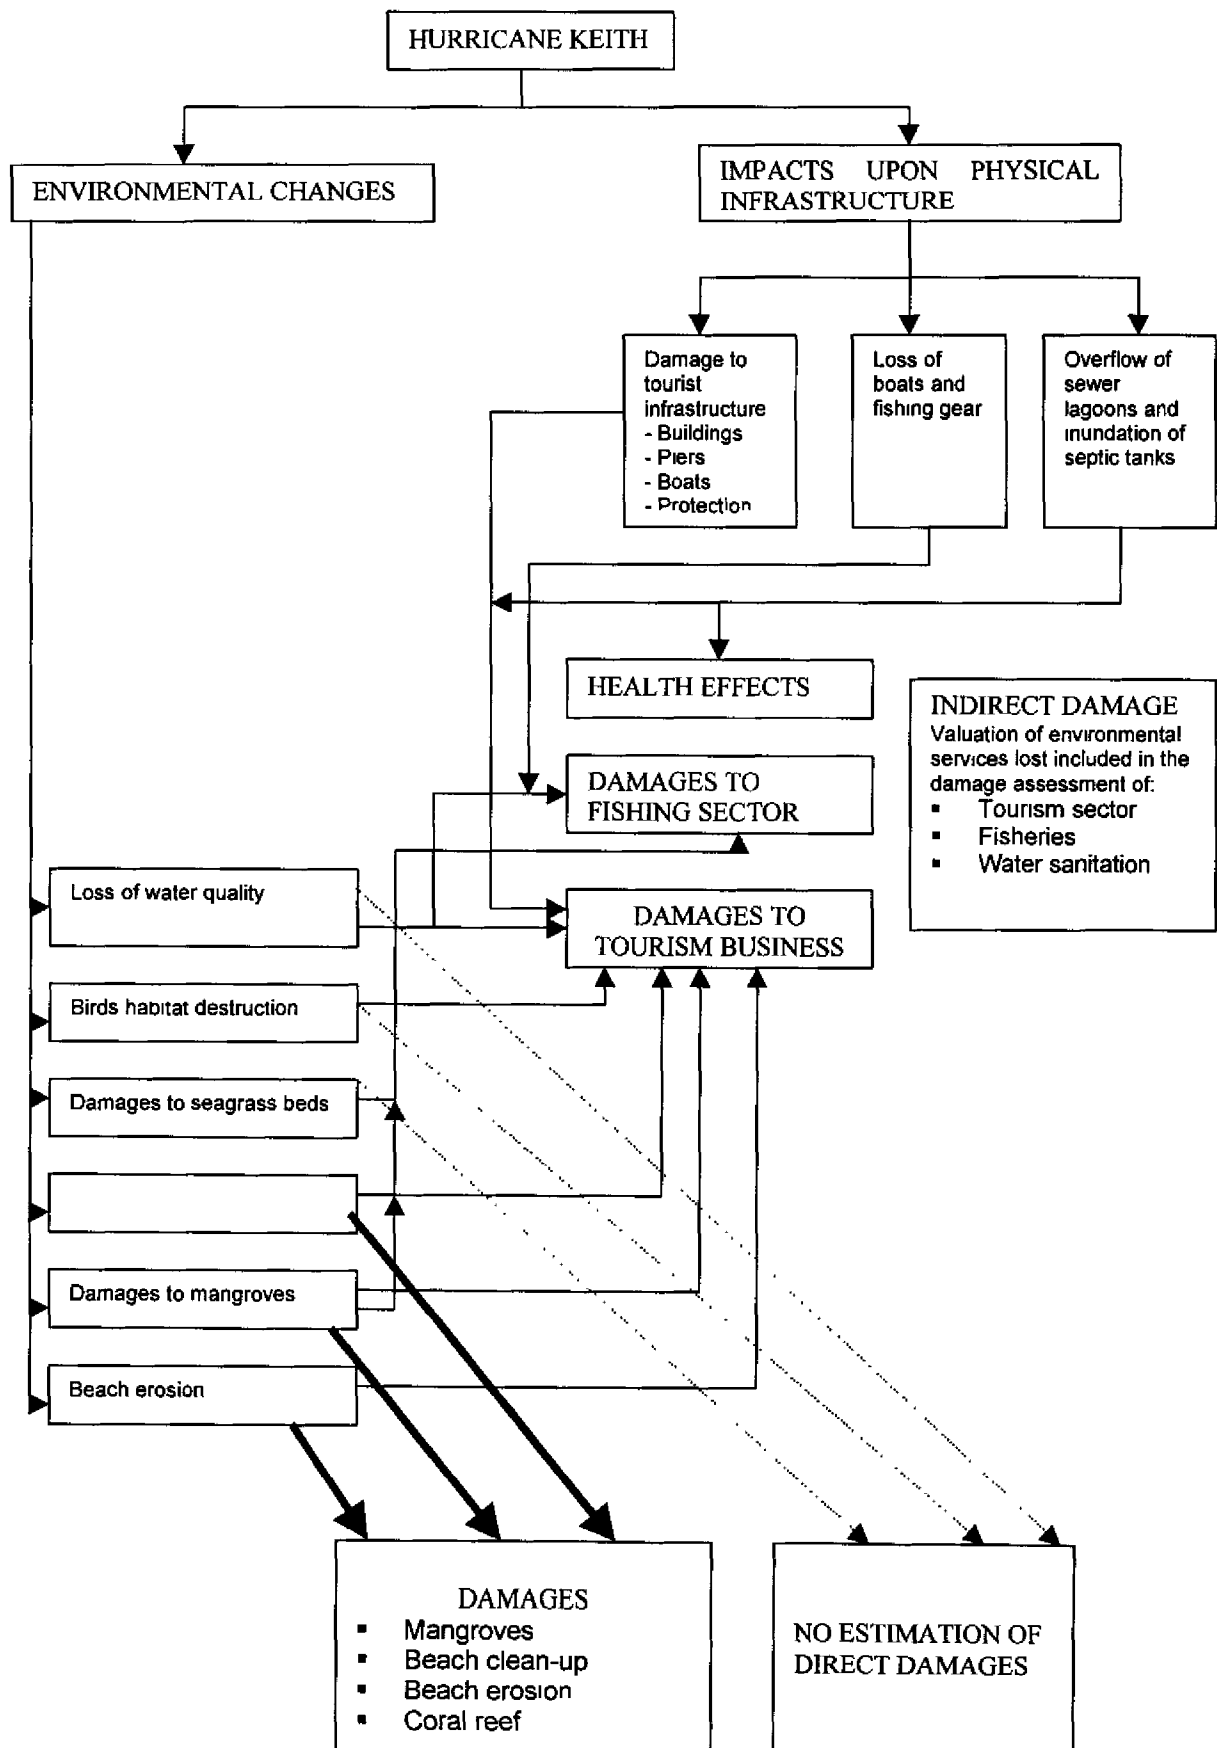 HURRICANE KEITH
ENVIRONMENTAL CHANGES
IMPACTS UPON PHYSICAL
INFRASTRUCTURE
Damage to
tourist
infrastructure
- Buildings
- Piers
- Boats
- Protection
Loss of
boats and
fishing gear
Overflow of
sewer
lagoons and
inundation of
septic tanks
HEALTH EFFECTS
INDIRECT DAMAGE
Valuation of environmental
services lost included in the
damage assessment of:
▪ Tourism sector
▪ Fisheries
▪ Water sanitation
DAMAGES TO
FISHING SECTOR
Loss of water quality
DAMAGES TO
TOURISM BUSINESS
Birds habitat destruction
Damages to seagrass beds
Damages to mangroves
Beach erosion
DAMAGES
▪ Mangroves
▪ Beach clean-up
▪ Beach erosion
▪ Coral reef
NO ESTIMATION OF
DIRECT DAMAGES